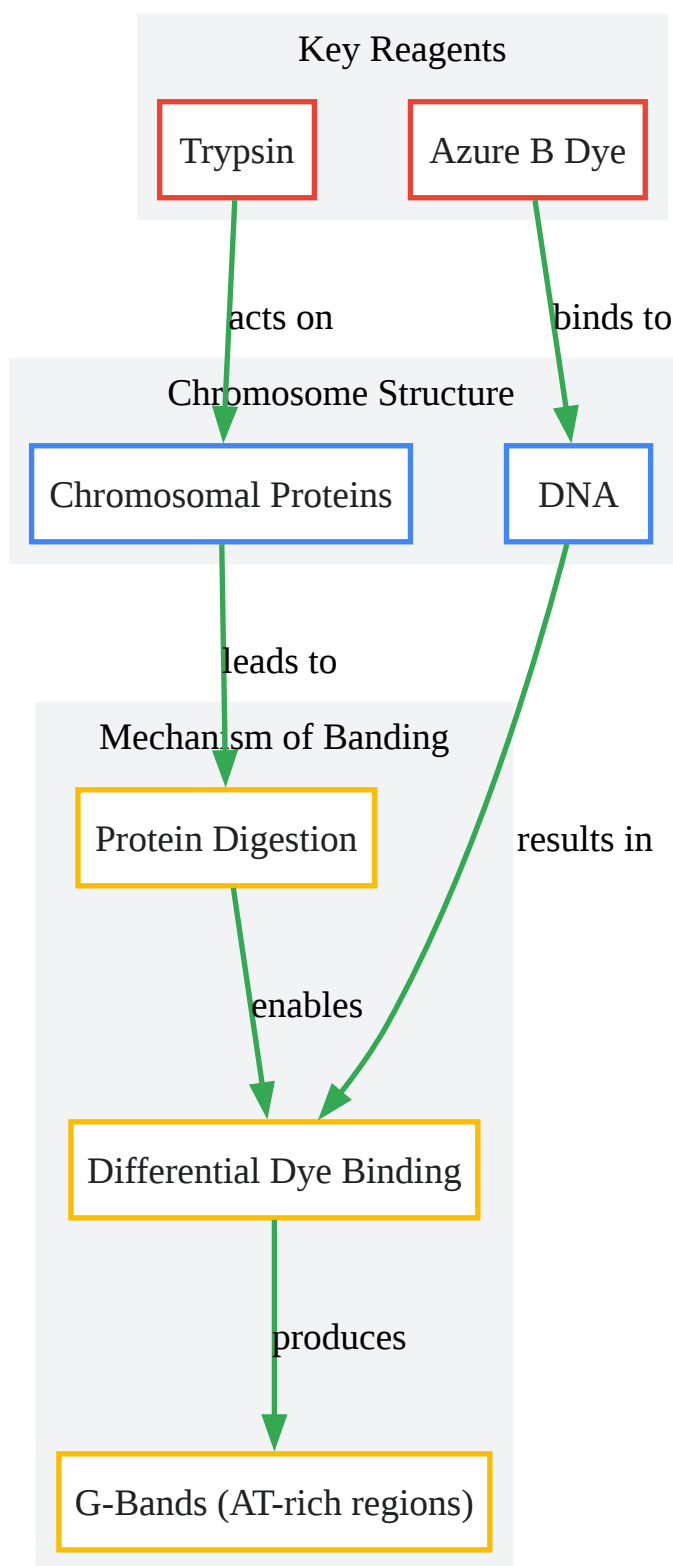 Key Reagents
Trypsin
Azure B Dye
acts on
binds to
Chromosome Structure
Chromosomal Proteins
DNA
leads to
Mechanism of Banding
Protein Digestion
results in
enables
Differential Dye Binding
produces
G-Bands (AT-rich regions)